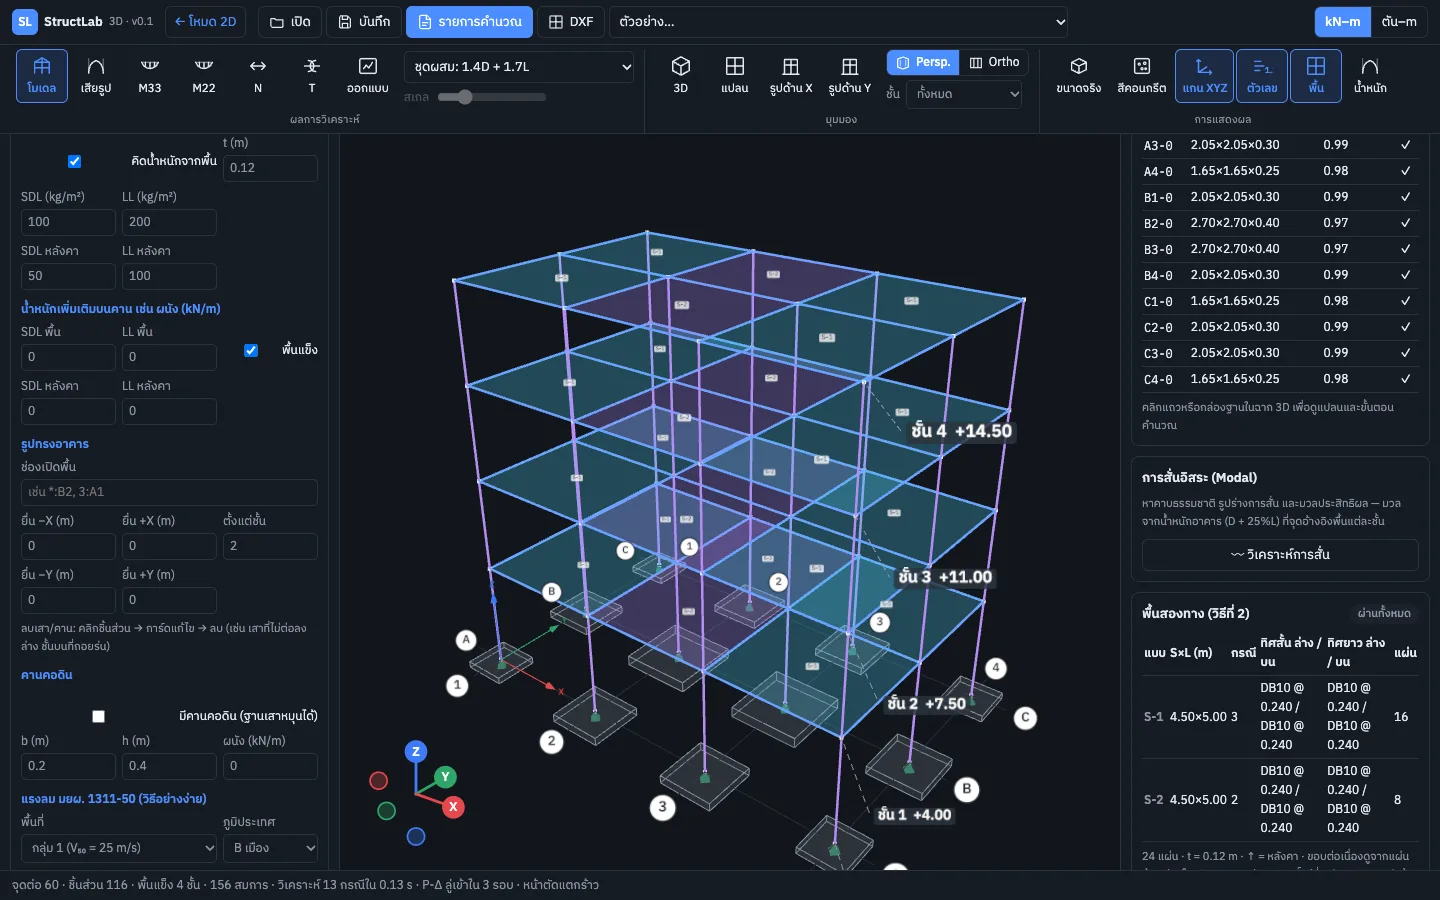 SL StructLab 3D · v0.1 ← โหมด 2D เปิด บันทึก รายการคำนวณ DXF ตัวอย่าง... kN–m ตัน–m
โมเดล เสียรูป M33 M22 N T ออกแบบ ชุดผสม: 1.4D + 1.7L
สเกล
ผลการวิเคราะห์
3D แปลน รูปด้าน X รูปด้าน Y Persp. Ortho
ชั้น ทั้งหมด
มุมมอง
ขนาดจริง สีคอนกรีต แกน XYZ ตัวเลข พื้น น้ำหนัก
การแสดงผล
t (m)
คิดน้ำหนักจากพื้น 0.12
SDL (kg/m²) LL (kg/m²)
100 200
SDL หลังคา LL หลังคา
50 100
น้ำหนักเพิ่มเติมบนคาน เช่น ผนัง (kN/m)
SDL พื้น LL พื้น
0 0 พื้นแข็ง
SDL หลังคา LL หลังคา
0 0
รูปทรงอาคาร
ช่องเปิดพื้น
เช่น *:B2, 3:A1
ยื่น −X (m) ยื่น +X (m) ตั้งแต่ชั้น
0 0 2
ยื่น −Y (m) ยื่น +Y (m)
0 0
ลบเสา/คาน: คลิกชิ้นส่วน → การ์ดแก้ไข → ลบ (เช่น เสาที่ไม่ต่อลง
ล่าง ชั้นบนที่ถอยร่น)
คานคอดิน
มีคานคอดิน (ฐานเสาหมุนได้)
b (m) h (m) ผนัง (kN/m)
0.2 0.4 0
แรงลม มยผ. 1311-50 (วิธีอย่างง่าย)
พื้นที่ ภูมิประเทศ
กลุ่ม 1 (V₅₀ = 25 m/s) B เมือง
ชั้น 4 +14.50
ชั้น 3 +11.00
ชั้น 2 +7.50
ชั้น 1 +4.00
C 1
B 2
A 3
1 4
2 C
3 B
Z
Y
X
A3-0 2.05×2.05×0.30 0.99 ✓
A4-0 1.65×1.65×0.25 0.98 ✓
B1-0 2.05×2.05×0.30 0.99 ✓
B2-0 2.70×2.70×0.40 0.97 ✓
B3-0 2.70×2.70×0.40 0.97 ✓
B4-0 2.05×2.05×0.30 0.99 ✓
C1-0 1.65×1.65×0.25 0.98 ✓
C2-0 2.05×2.05×0.30 0.99 ✓
C3-0 2.05×2.05×0.30 0.99 ✓
C4-0 1.65×1.65×0.25 0.98 ✓
คลิกแถวหรือกล่องฐานในฉาก 3D เพื่อดูแปลนและขั้นตอน
คำนวณ
การสั่นอิสระ (Modal)
หาคาบธรรมชาติ รูปร่างการสั่น และมวลประสิทธิผล — มวล
จากน้ำหนักอาคาร (D + 25%L) ที่จุดอ้างอิงพื้นแต่ละชั้น
วิเคราะห์การสั่น
พื้นสองทาง (วิธีที่ 2) ผ่านทั้งหมด
แบบ S×L (m) กรณี ทิศสั้น ล่าง / บน ทิศยาว ล่าง / บน แผ่น
S-1 4.50×5.00 3 DB10 @ 0.240 / DB10 @ 0.240 DB10 @ 0.240 / DB10 @ 0.240 16
S-2 4.50×5.00 2 DB10 @ 0.240 / DB10 @ 0.240 DB10 @ 0.240 / DB10 @ 0.240 8
24 แผ่น · t = 0.12 m · ↑ = หลังคา · ขอบต่อเนื่องดูจากแผ่น
จุดต่อ 60 · ชิ้นส่วน 116 · พื้นแข็ง 4 ชั้น · 156 สมการ · วิเคราะห์ 13 กรณีใน 0.13 s · P-Δ ลู่เข้าใน 3 รอบ · หน้าตัดแตกร้าว